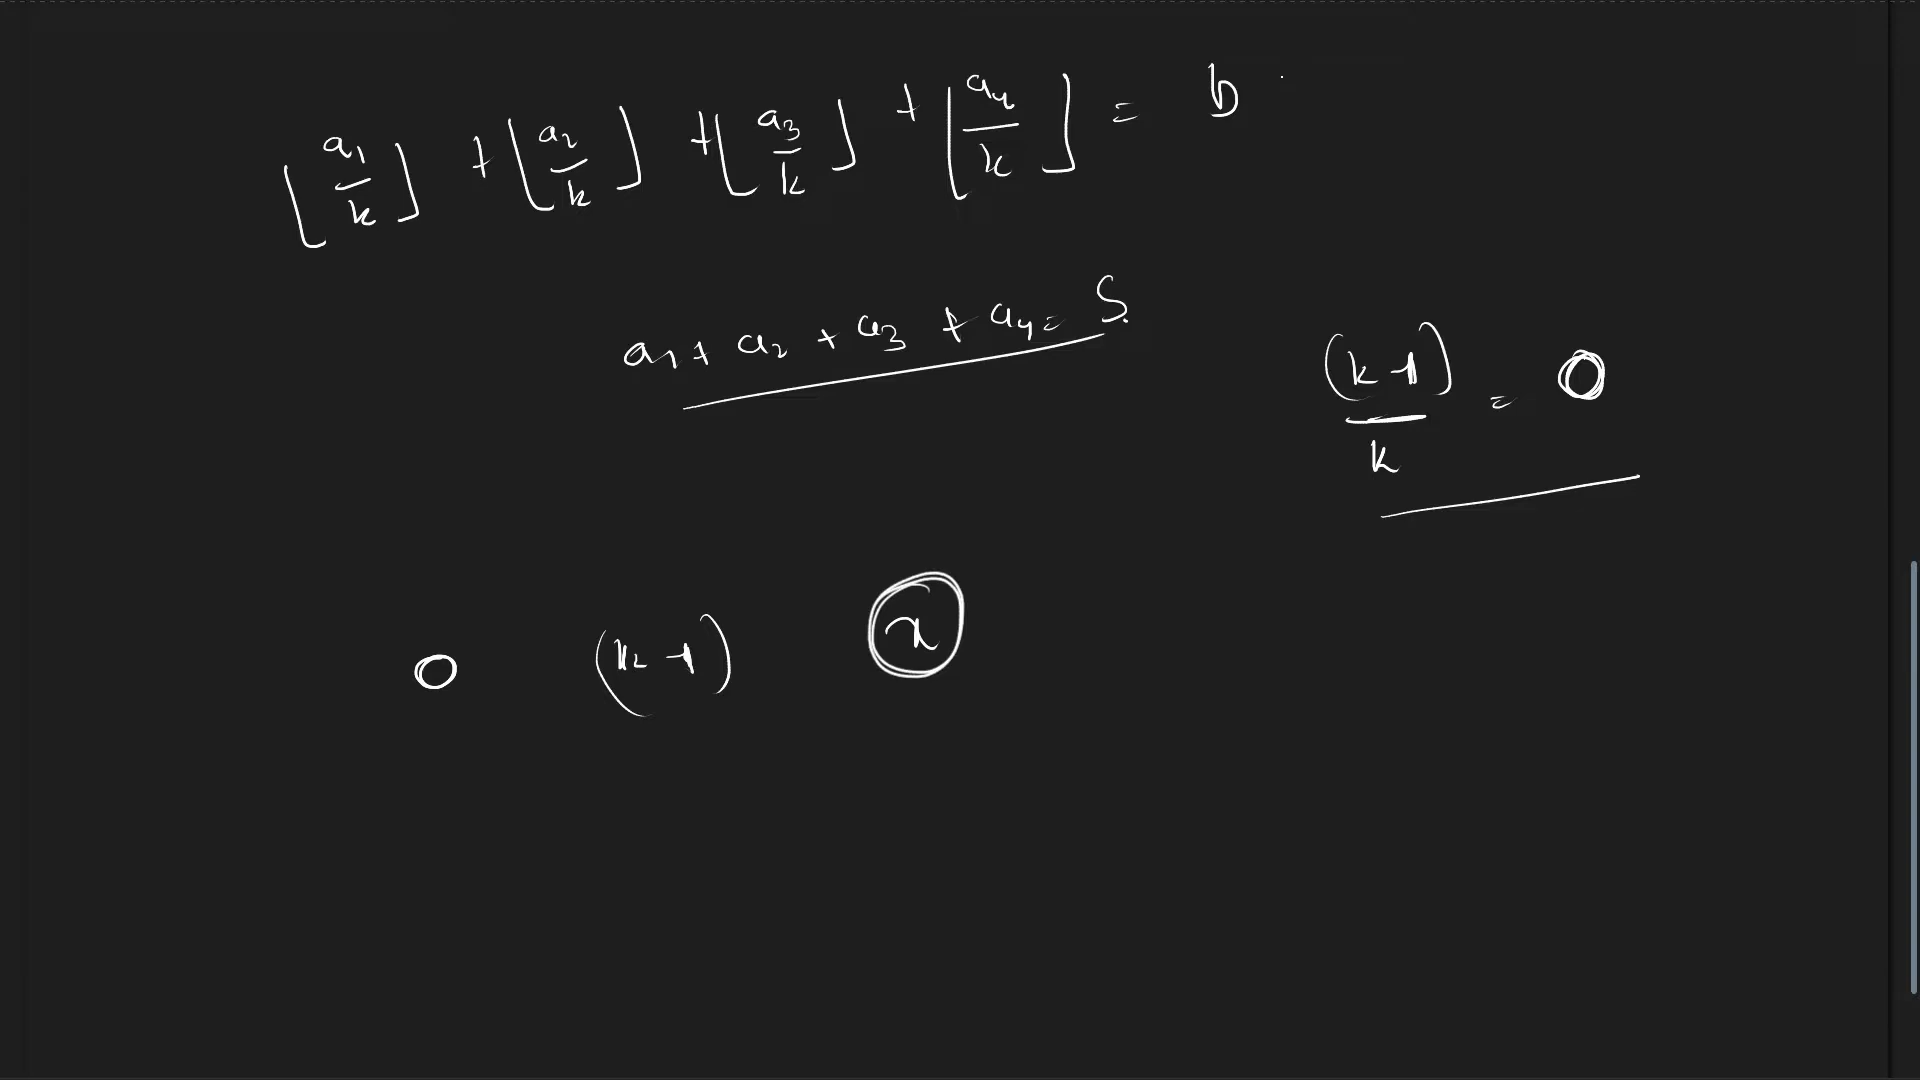 ⌊a₁/k⌋ + ⌊a₂/k⌋ + ⌊a₃/k⌋ + ⌊a₄/k⌋ = b
a₁ + a₂ + a₃ + a₄ = S.
(k-1)/k = 0
0 (k-1) x